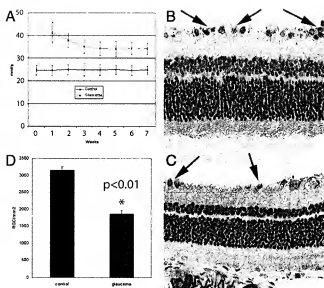 A
50
40
30
20
10
0
mmHg
Control
Glaucoma
0 1 2 3 4 5 6 7
Weeks
B
D
3500
3000
2500
2000
1500
1000
500
0
RGC/mm2
p<0.01
*
control glaucoma
C